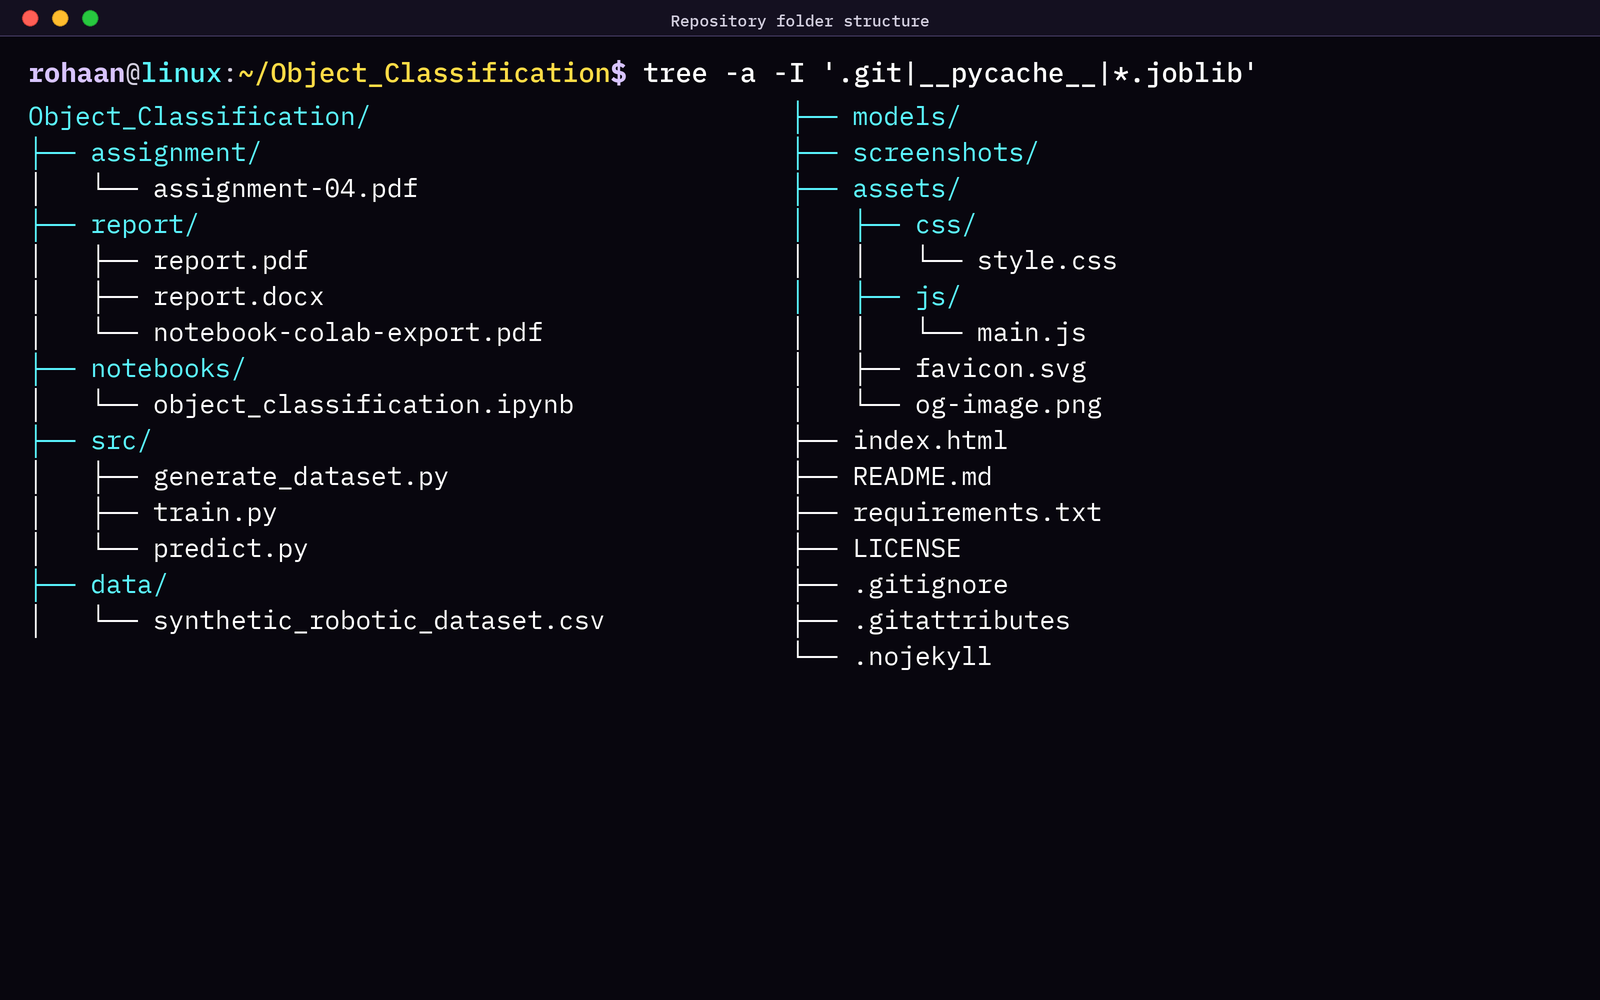 Repository folder structure
rohaan@linux:~/Object_Classification$ tree -a -I '.git|__pycache__|*.joblib'
Object_Classification/
├── assignment/
│   └── assignment-04.pdf
├── report/
│   ├── report.pdf
│   ├── report.docx
│   └── notebook-colab-export.pdf
├── notebooks/
│   └── object_classification.ipynb
├── src/
│   ├── generate_dataset.py
│   ├── train.py
│   └── predict.py
├── data/
│   └── synthetic_robotic_dataset.csv
├── models/
├── screenshots/
├── assets/
│   ├── css/
│   │   └── style.css
│   ├── js/
│   │   └── main.js
│   ├── favicon.svg
│   └── og-image.png
├── index.html
├── README.md
├── requirements.txt
├── LICENSE
├── .gitignore
├── .gitattributes
└── .nojekyll